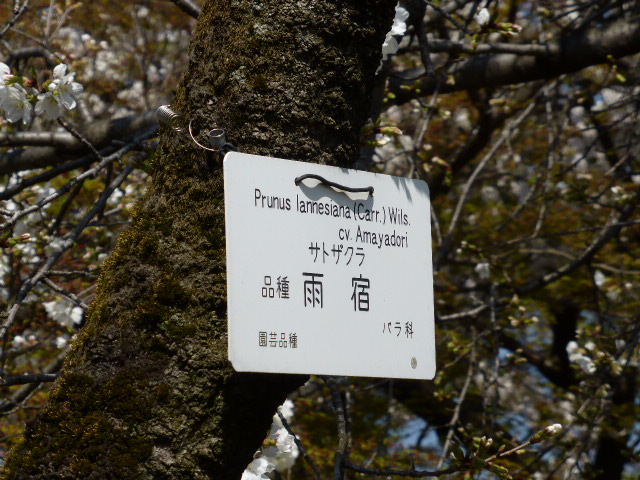 Prunus lannesiana (Carr.) Wils.
cv. Amayadori
サトザクラ
品種 雨宿
バラ科
園芸品種